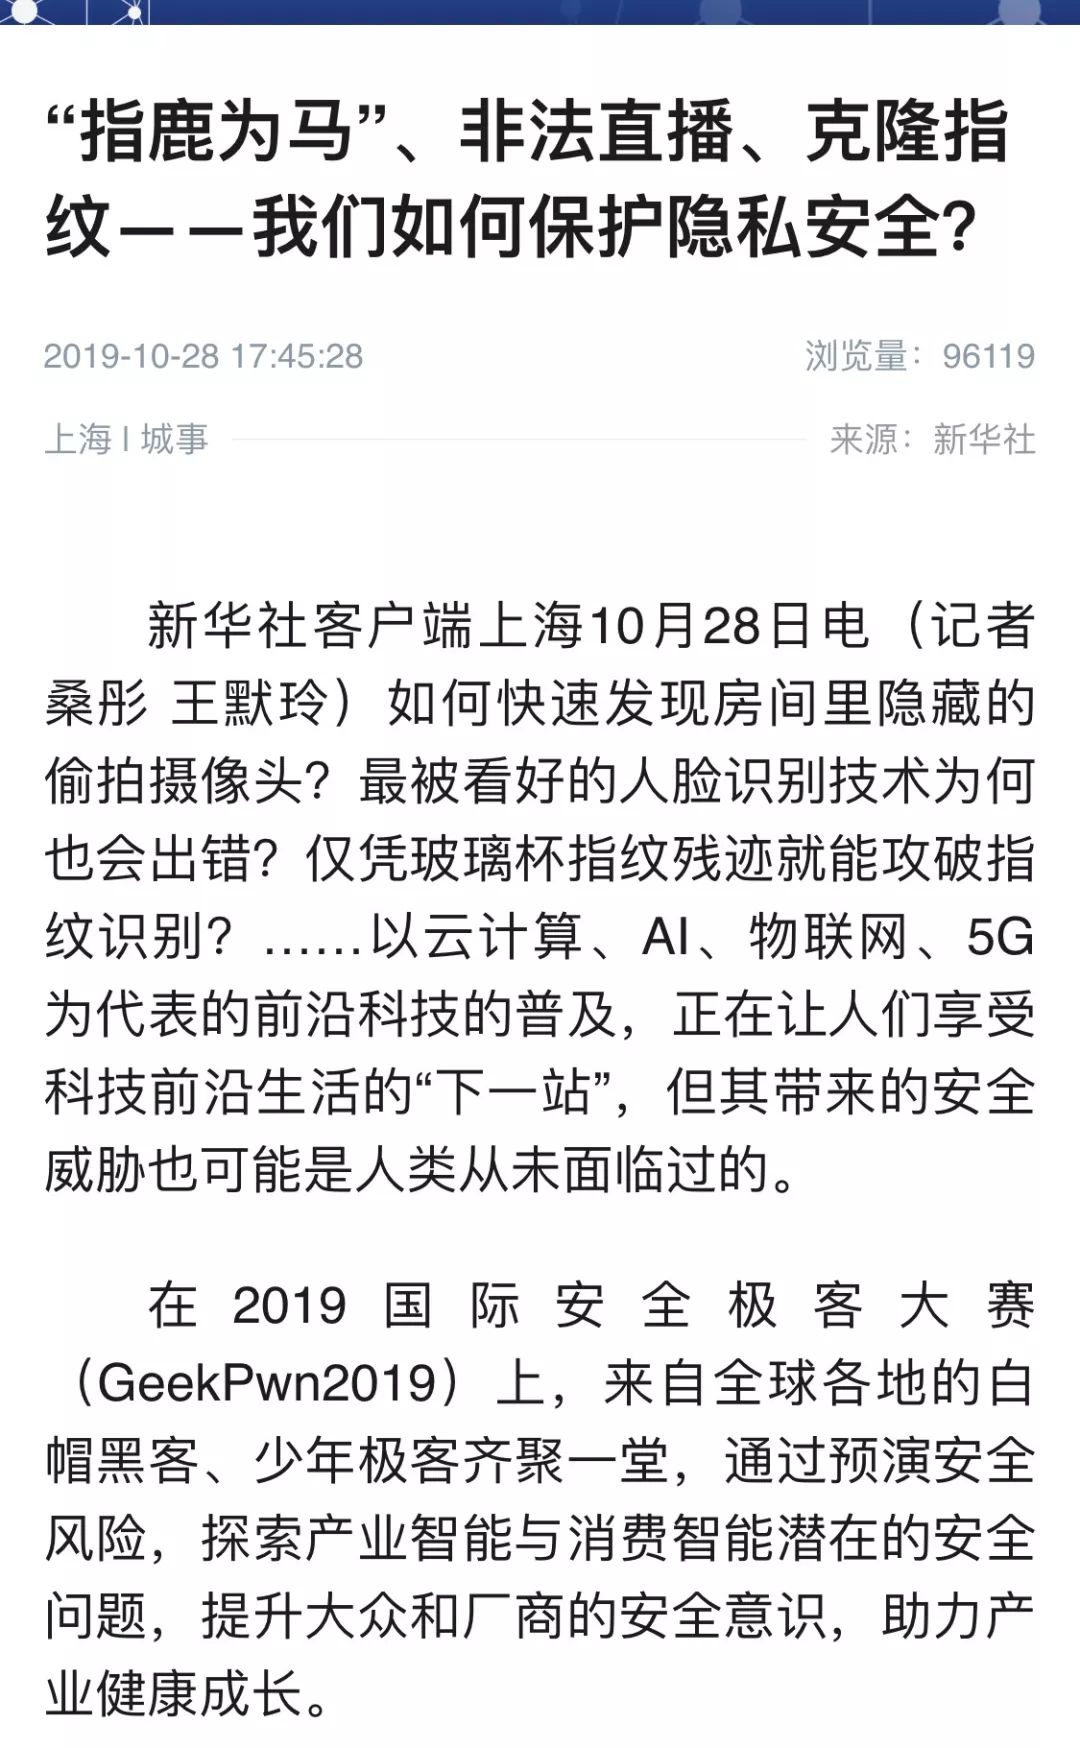 “指鹿为马”、非法直播、克隆指
纹——我们如何保护隐私安全？
2019-10-28 17:45:28 浏览量：96119
上海 | 城事 来源：新华社
新华社客户端上海10月28日电（记者
桑彤 王默玲）如何快速发现房间里隐藏的
偷拍摄像头？最被看好的人脸识别技术为何
也会出错？仅凭玻璃杯指纹残迹就能攻破指
纹识别？……以云计算、AI、物联网、5G
为代表的前沿科技的普及，正在让人们享受
科技前沿生活的“下一站”，但其带来的安全
威胁也可能是人类从未面临过的。
在2019国际安全极客大赛
（GeekPwn2019）上，来自全球各地的白
帽黑客、少年极客齐聚一堂，通过预演安全
风险，探索产业智能与消费智能潜在的安全
问题，提升大众和厂商的安全意识，助力产
业健康成长。